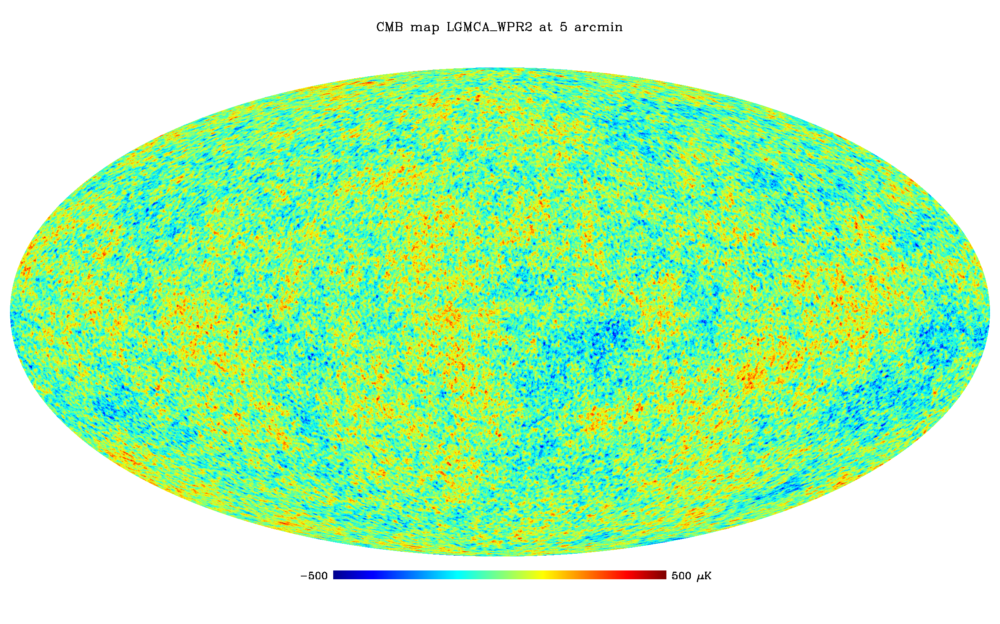 CMB map LGMCA_WPR2 at 5 arcmin
-500 500 μK